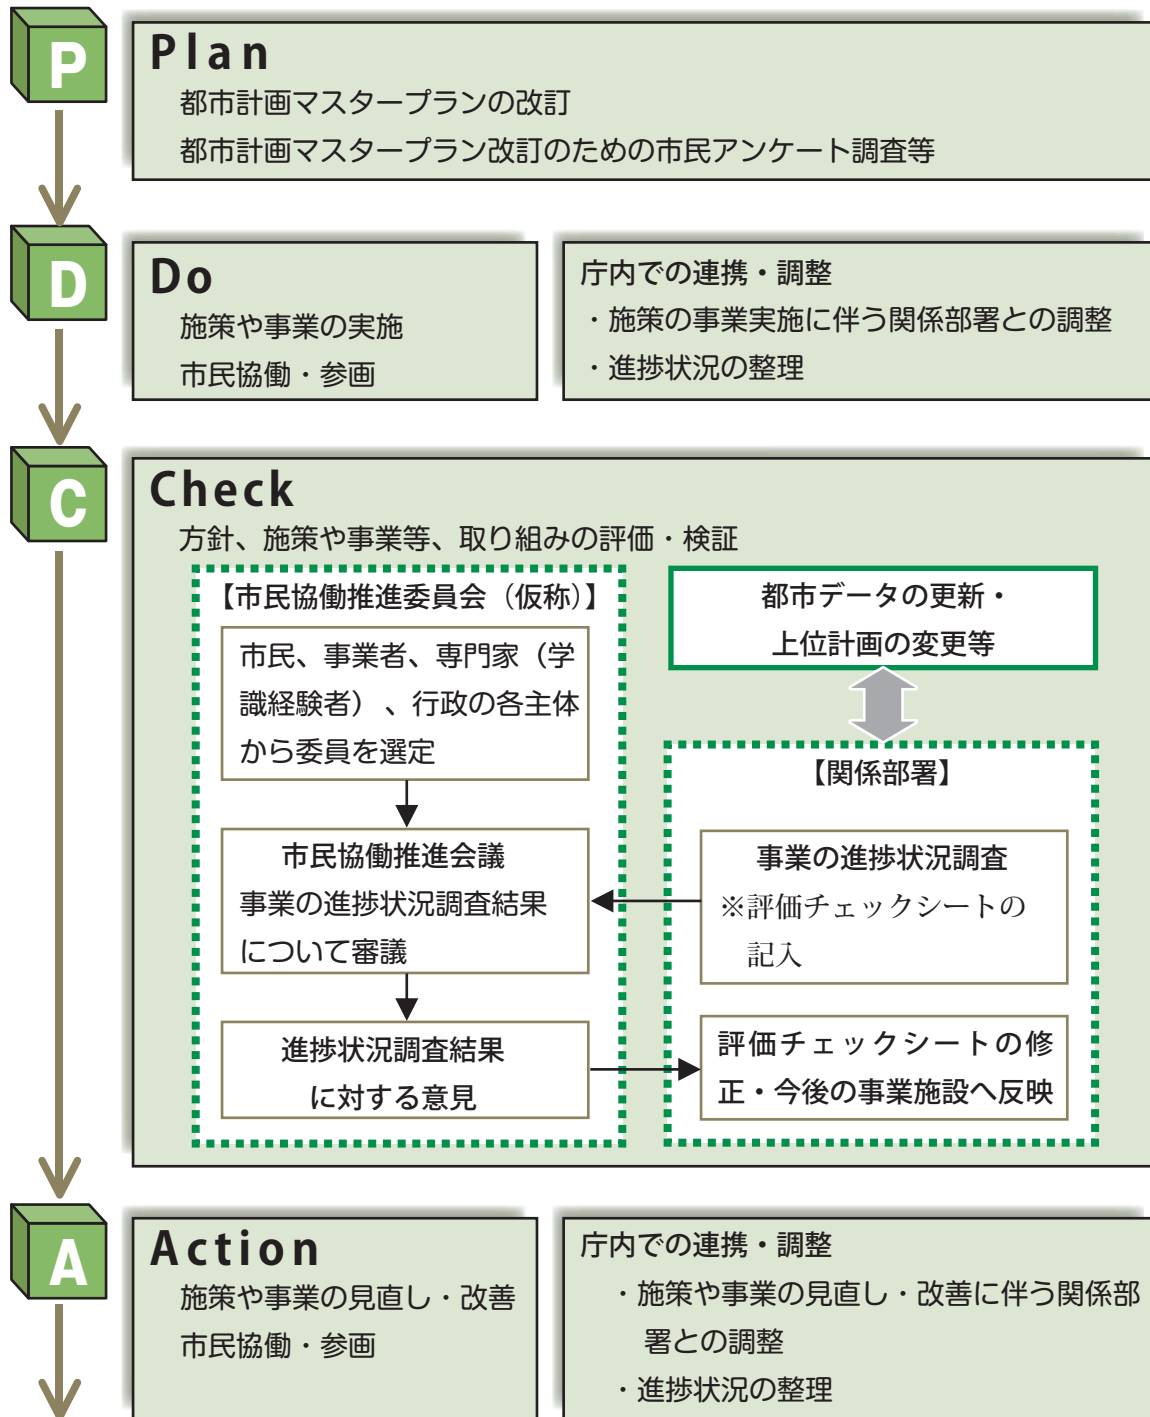 P
Plan
都市計画マスタープランの改訂
都市計画マスタープラン改訂のための市民アンケート調査等
D
Do
施策や事業の実施
市民協働・参画
庁内での連携・調整
・施策の事業実施に伴う関係部署との調整
・進捗状況の整理
C
Check
方針、施策や事業等、取り組みの評価・検証
【市民協働推進委員会（仮称）】
市民、事業者、専門家（学
識経験者）、行政の各主体
から委員を選定
市民協働推進会議
事業の進捗状況調査結果
について審議
進捗状況調査結果
に対する意見
都市データの更新・
上位計画の変更等
【関係部署】
事業の進捗状況調査
※評価チェックシートの
記入
評価チェックシートの修
正・今後の事業施設へ反映
A
Action
施策や事業の見直し・改善
市民協働・参画
庁内での連携・調整
・施策や事業の見直し・改善に伴う関係部
署との調整
・進捗状況の整理